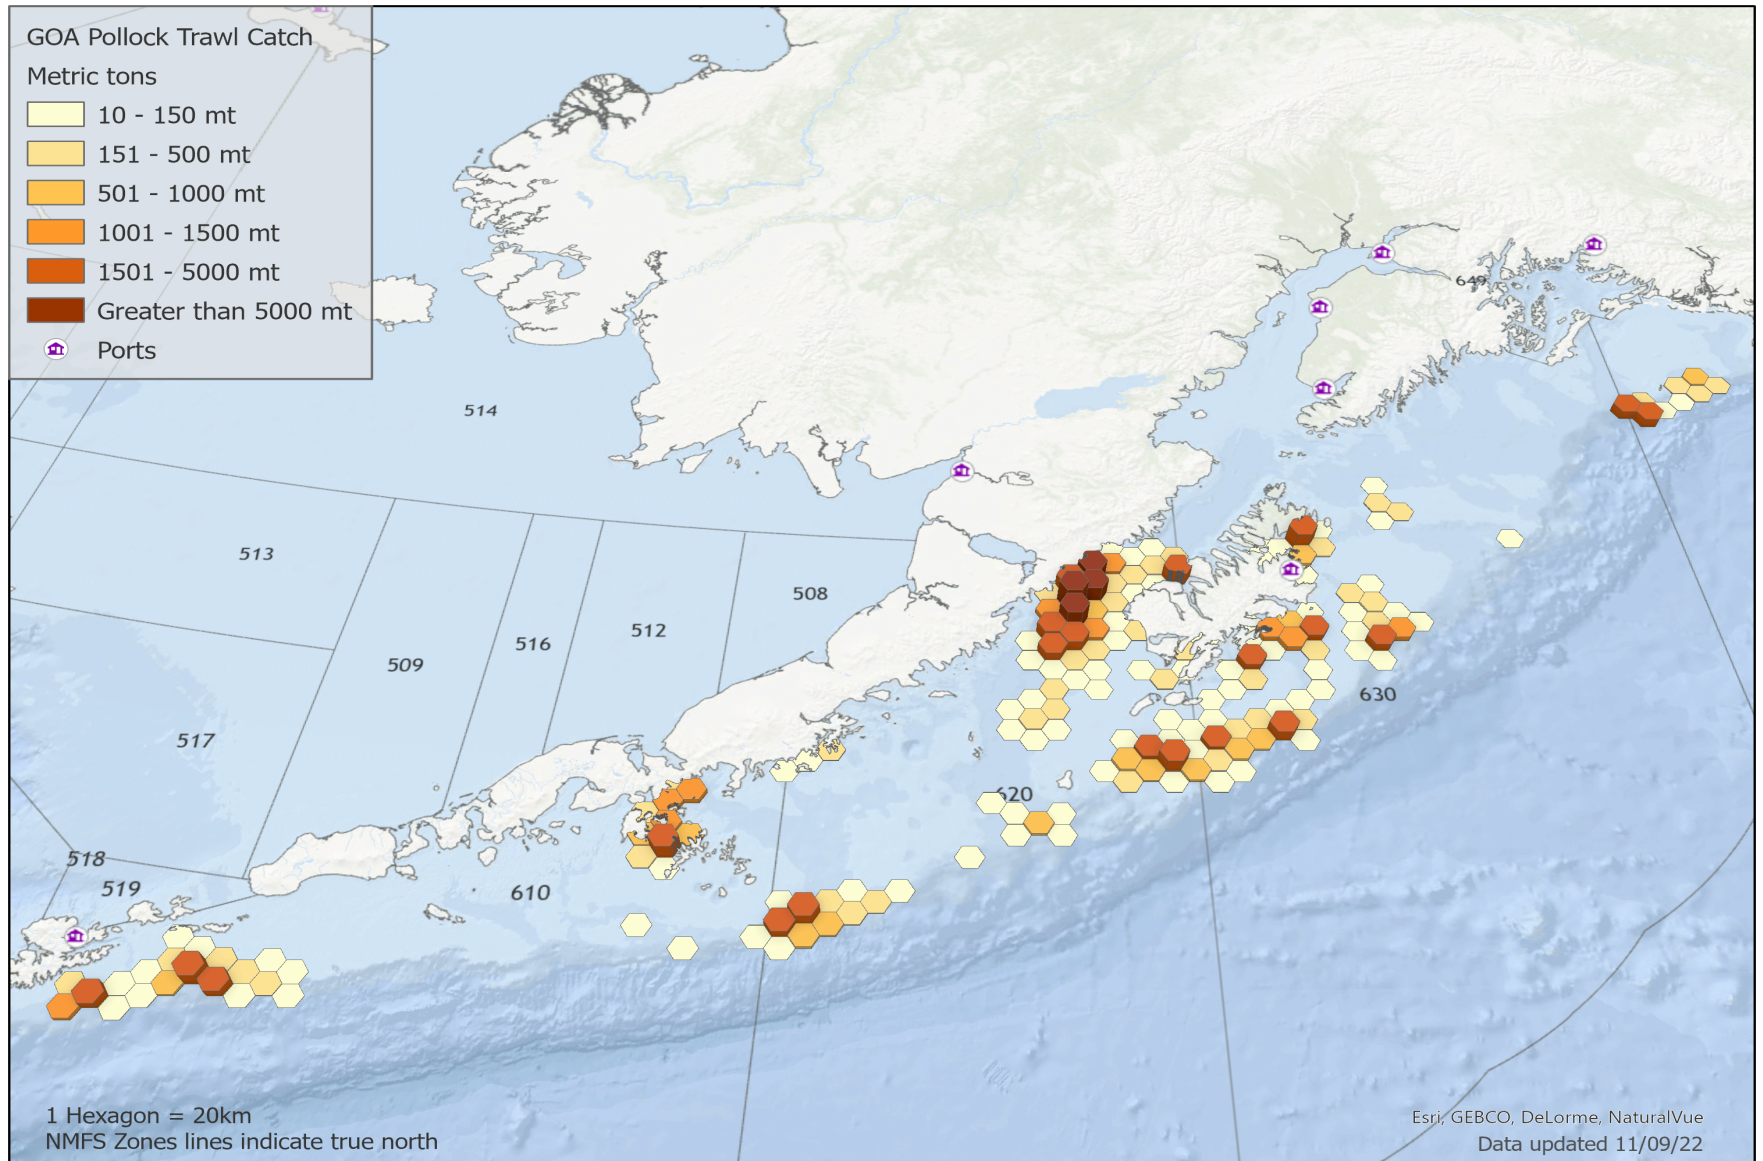 GOA Pollock Trawl Catch
Metric tons
10 - 150 mt
151 - 500 mt
501 - 1000 mt
1001 - 1500 mt
1501 - 5000 mt
Greater than 5000 mt
Ports
649
514
513
508
516
512
509
517
630
620
518
519
610
1 Hexagon = 20km
NMFS Zones lines indicate true north
Esri, GEBCO, DeLorme, NaturalVue
Data updated 11/09/22